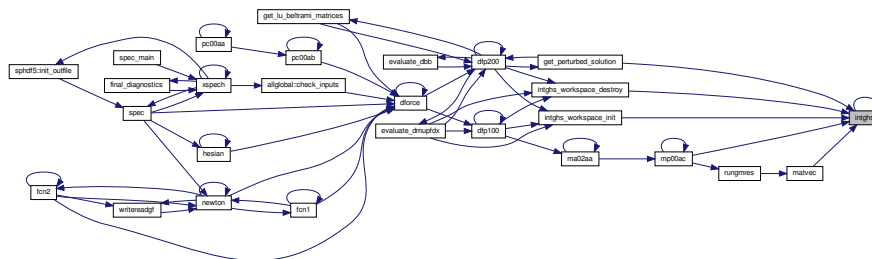 get_lu_beltrami_matrices
pc00aa
pc00ab
spec_main
evaluate_dbb
dfp200
get_perturbed_solution
sphdf5::init_outfile
final_diagnostics
xspech
allglobal::check_inputs
intghs_workspace_destroy
dforce
spec
intghs_workspace_init
intghs
evaluate_dmupfdx
dfp100
hesian
ma02aa
mp00ac
rungmres
matvec
fcn2
newton
writereadgf
fcn1